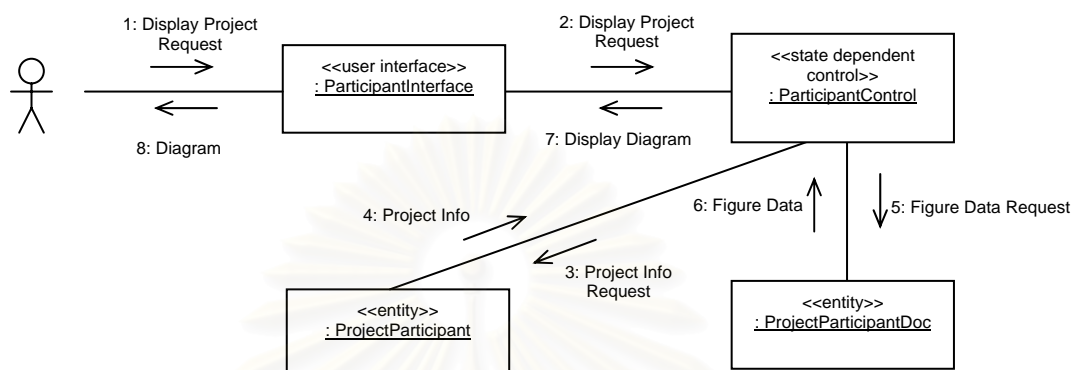 1: Display Project
Request
2: Display Project
Request
<<user interface>>
: ParticipantInterface
<<state dependent
control>>
: ParticipantControl
8: Diagram
7: Display Diagram
4: Project Info
6: Figure Data
5: Figure Data Request
3: Project Info
Request
<<entity>>
: ProjectParticipant
<<entity>>
: ProjectParticipantDoc